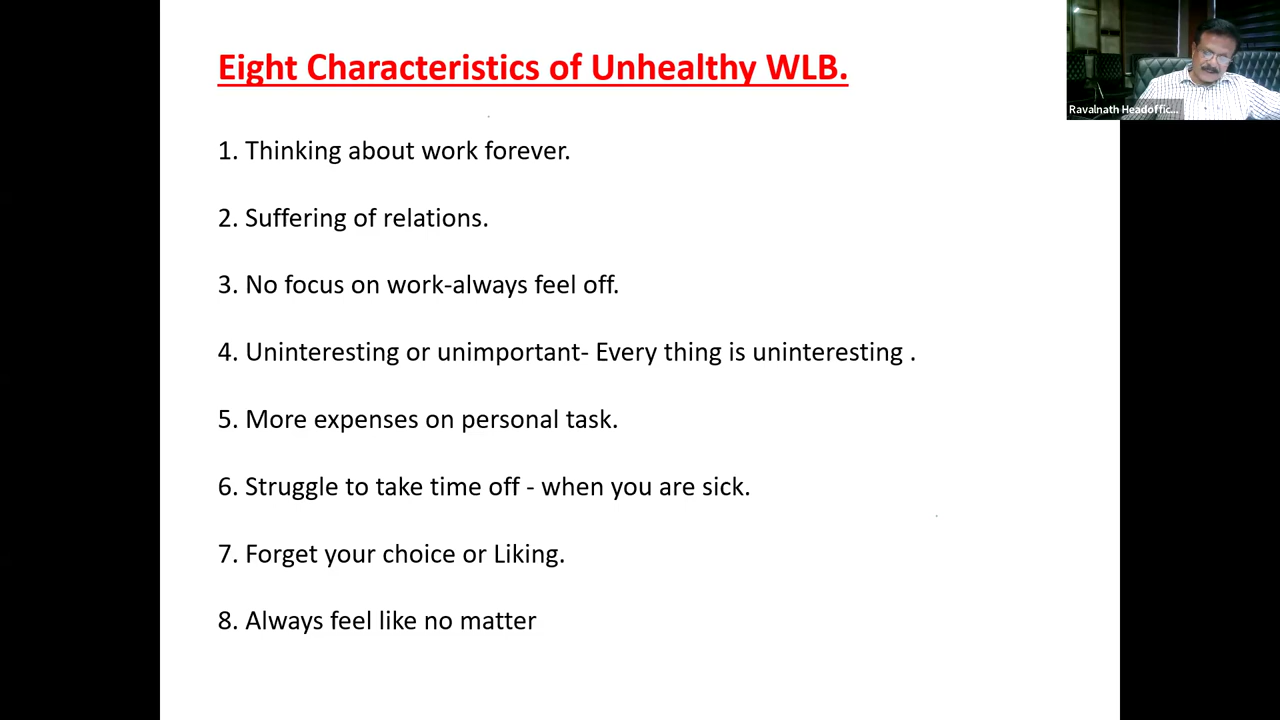 Eight Characteristics of Unhealthy WLB.
Ravalnath Headoffic...
1. Thinking about work forever.
2. Suffering of relations.
3. No focus on work-always feel off.
4. Uninteresting or unimportant- Every thing is uninteresting .
5. More expenses on personal task.
6. Struggle to take time off - when you are sick.
7. Forget your choice or Liking.
8. Always feel like no matter